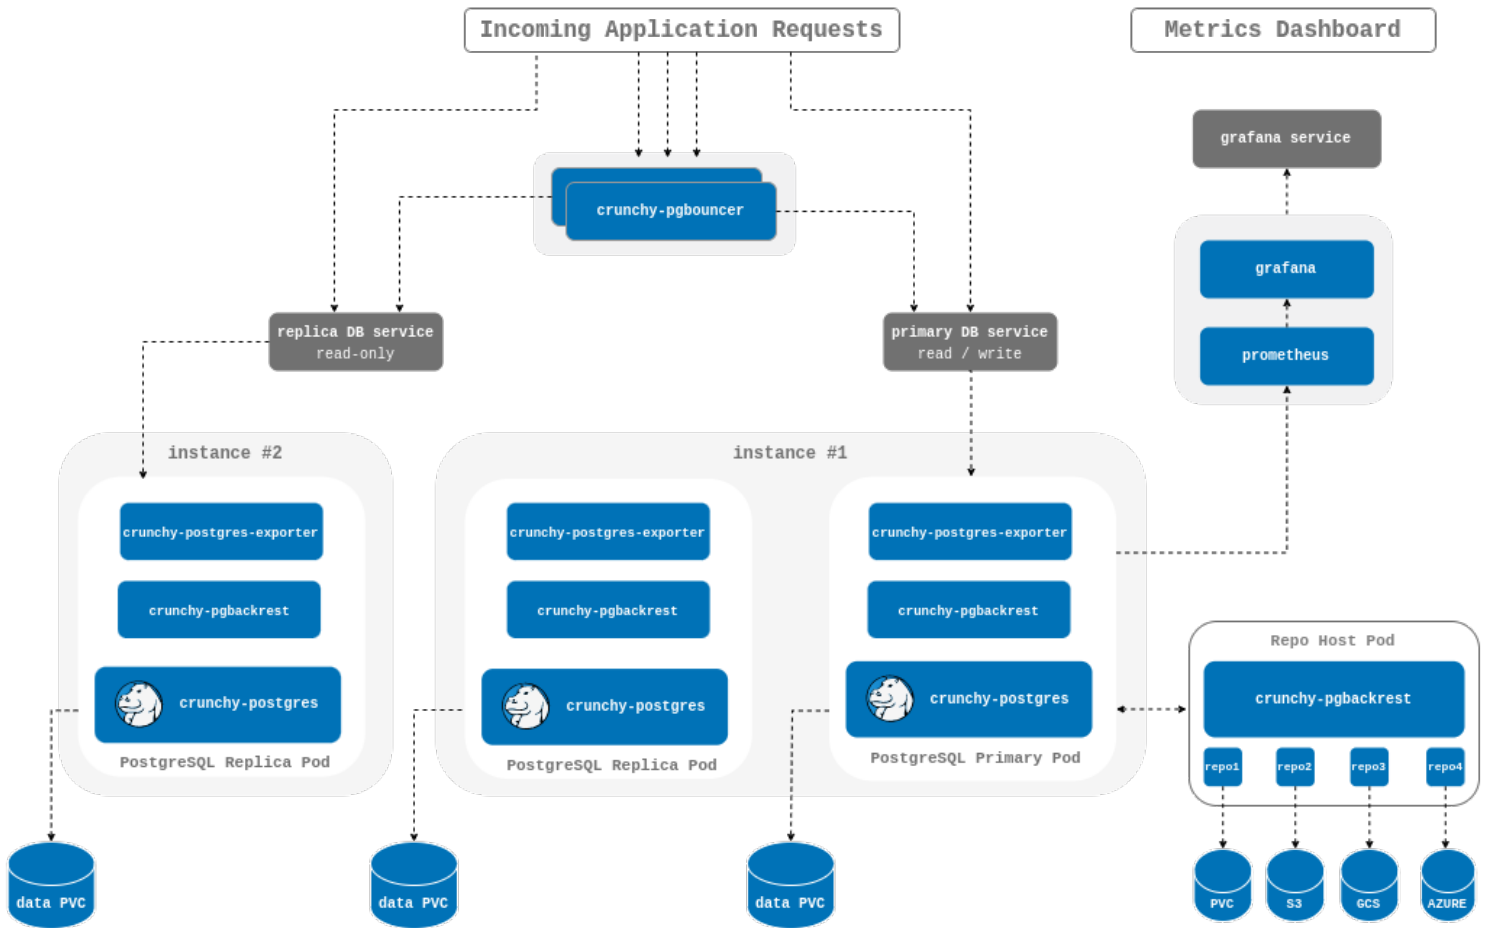 Incoming Application Requests
Metrics Dashboard
grafana service
crunchy-pgbouncer
grafana
replica DB service
read-only
primary DB service
read / write
prometheus
instance #2
instance #1
crunchy-postgres-exporter
crunchy-pgbackrest
crunchy-postgres
PostgreSQL Replica Pod
crunchy-postgres-exporter
crunchy-pgbackrest
crunchy-postgres
PostgreSQL Replica Pod
crunchy-postgres-exporter
crunchy-pgbackrest
crunchy-postgres
PostgreSQL Primary Pod
Repo Host Pod
crunchy-pgbackrest
repo1
repo2
repo3
repo4
data PVC
data PVC
data PVC
PVC
S3
GCS
AZURE